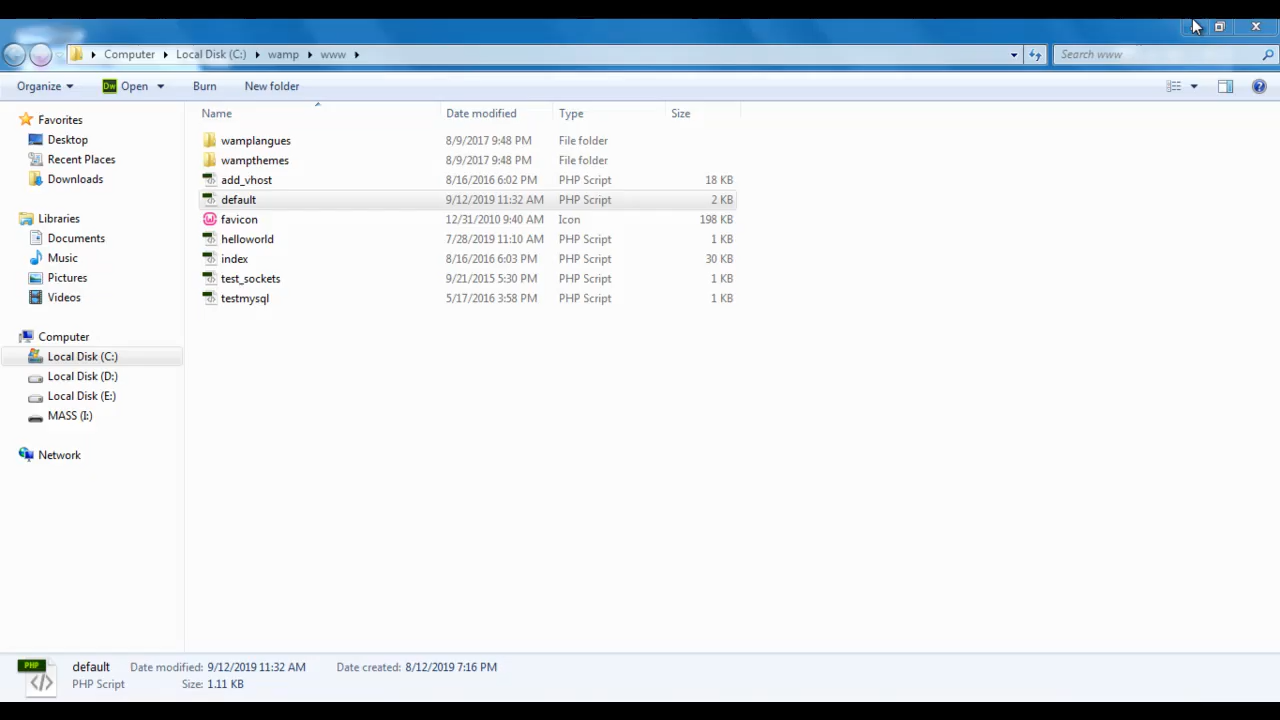 Computer Local Disk (C:) wamp www
Search www
Organize Dw Open Burn New folder
Name Date modified Type Size
Favorites
Desktop
Recent Places
Downloads
Libraries
Documents
Music
Pictures
Videos
Computer
Local Disk (C:)
Local Disk (D:)
Local Disk (E:)
MASS (I:)
Network
wamplangues 8/9/2017 9:48 PM File folder
wampthemes 8/9/2017 9:48 PM File folder
add_vhost 8/16/2016 6:02 PM PHP Script 18 KB
default 9/12/2019 11:32 AM PHP Script 2 KB
favicon 12/31/2010 9:40 AM Icon 198 KB
helloworld 7/28/2019 11:10 AM PHP Script 1 KB
index 8/16/2016 6:03 PM PHP Script 30 KB
test_sockets 9/21/2015 5:30 PM PHP Script 1 KB
testmysql 5/17/2016 3:58 PM PHP Script 1 KB
PHP
default Date modified: 9/12/2019 11:32 AM Date created: 8/12/2019 7:16 PM
PHP Script Size: 1.11 KB